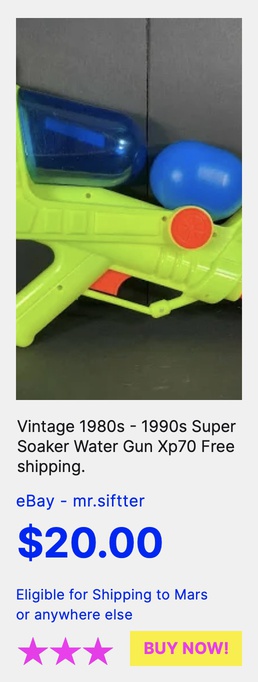 Vintage 1980s - 1990s Super
Soaker Water Gun Xp70 Free
shipping.
eBay - mr.siftter
$20.00
Eligible for Shipping to Mars
or anywhere else
BUY NOW!